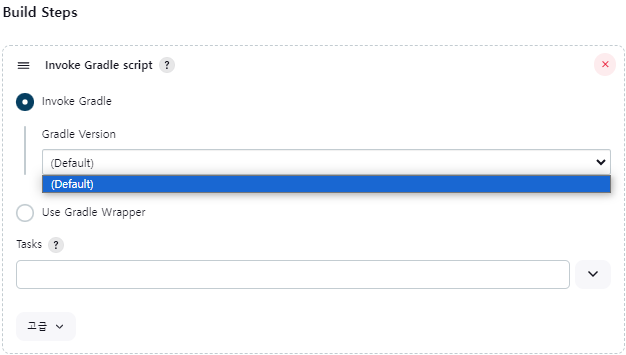 Build Steps
Invoke Gradle script ?
Invoke Gradle
Gradle Version
(Default)
(Default)
Use Gradle Wrapper
Tasks ?
고급